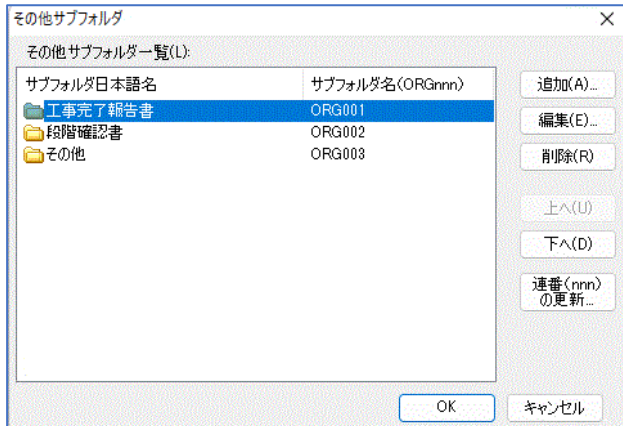 その他サブフォルダ
その他サブフォルダ一覧(L):
サブフォルダ日本語名 サブフォルダ名(ORGnnn)
工事完了報告書 ORG001
段階確認書 ORG002
その他 ORG003
追加(A)...
編集(E)...
削除(R)
上へ(U)
下へ(D)
連番(nnn)
の更新...
OK キャンセル